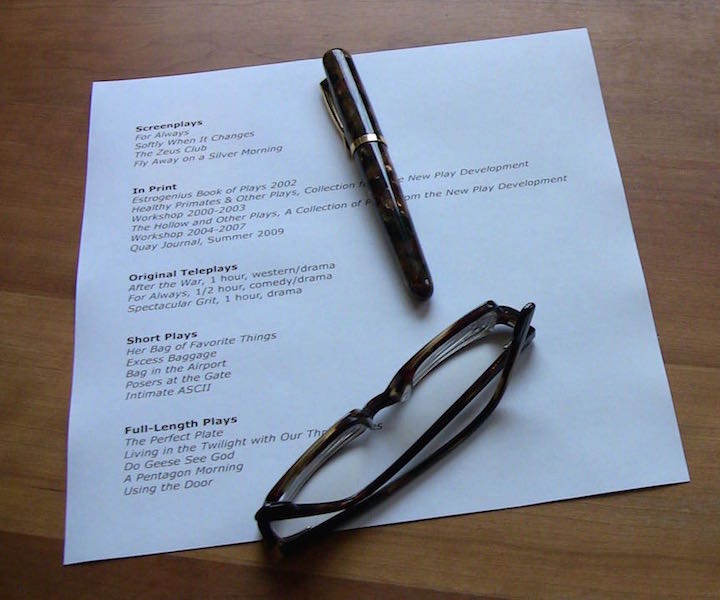 Screenplays
For Always
Softly When It Changes
The Zeus Club
Fly Away on a Silver Morning
In Print
Estrogenius Book of Plays 2002
Healthy Primates & Other Plays, Collection New Play Development
Workshop 2000-2003
The Hollow and Other Plays, A Collection of from the New Play Development
Workshop 2004-2007
Quay Journal, Summer 2009
Original Teleplays
After the War, 1 hour, western/drama
For Always, 1/2 hour, comedy/drama
Spectacular Grit, 1 hour, drama
Short Plays
Her Bag of Favorite Things
Excess Baggage
Bag in the Airport
Posers at the Gate
Intimate ASCII
Full-Length Plays
The Perfect Plate
Living in the Twilight with Our
Do Geese See God
A Pentagon Morning
Using the Door